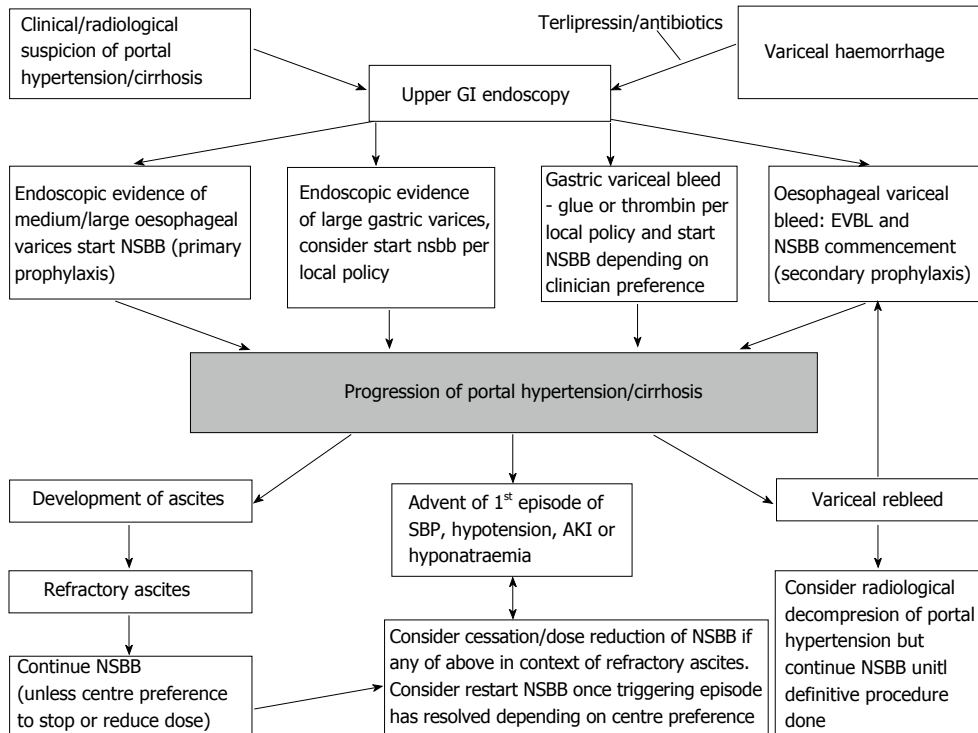 Clinical/radiological
suspicion of portal
hypertension/cirrhosis
Terlipressin/antibiotics
Variceal haemorrhage
Upper GI endoscopy
Endoscopic evidence of
medium/large oesophageal
varices start NSBB (primary
prophylaxis)
Endoscopic evidence
of large gastric varices,
consider start nsbb per
local policy
Gastric variceal bleed
- glue or thrombin per
local policy and start
NSBB depending on
clinician preference
Oesophageal variceal
bleed: EVBL and
NSBB commencement
(secondary prophylaxis)
Progression of portal hypertension/cirrhosis
Development of ascites
Advent of 1st episode of
SBP, hypotension, AKI or
hyponatraemia
Variceal rebleed
Refractory ascites
Continue NSBB
(unless centre preference
to stop or reduce dose)
Consider cessation/dose reduction of NSBB if
any of above in context of refractory ascites.
Consider restart NSBB once triggering episode
has resolved depending on centre preference
Consider radiological
decompresion of portal
hypertension but
continue NSBB unitl
definitive procedure
done